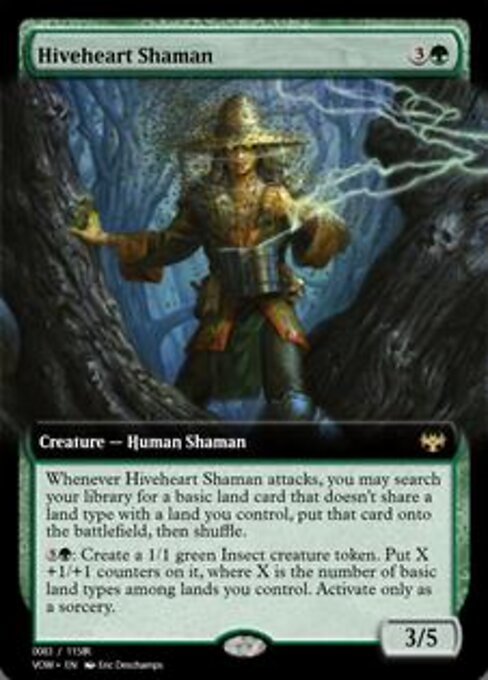 Hiveheart Shaman 3
Creature — Human Shaman
Whenever Hiveheart Shaman attacks, you may search
your library for a basic land card that doesn't share a
land type with a land you control, put that card onto
the battlefield, then shuffle.
: Create a 1/1 green Insect creature token. Put X
+1/+1 counters on it, where X is the number of basic
land types among lands you control. Activate only as
a sorcery.
3/5
VOW • EN Eric Deschamps